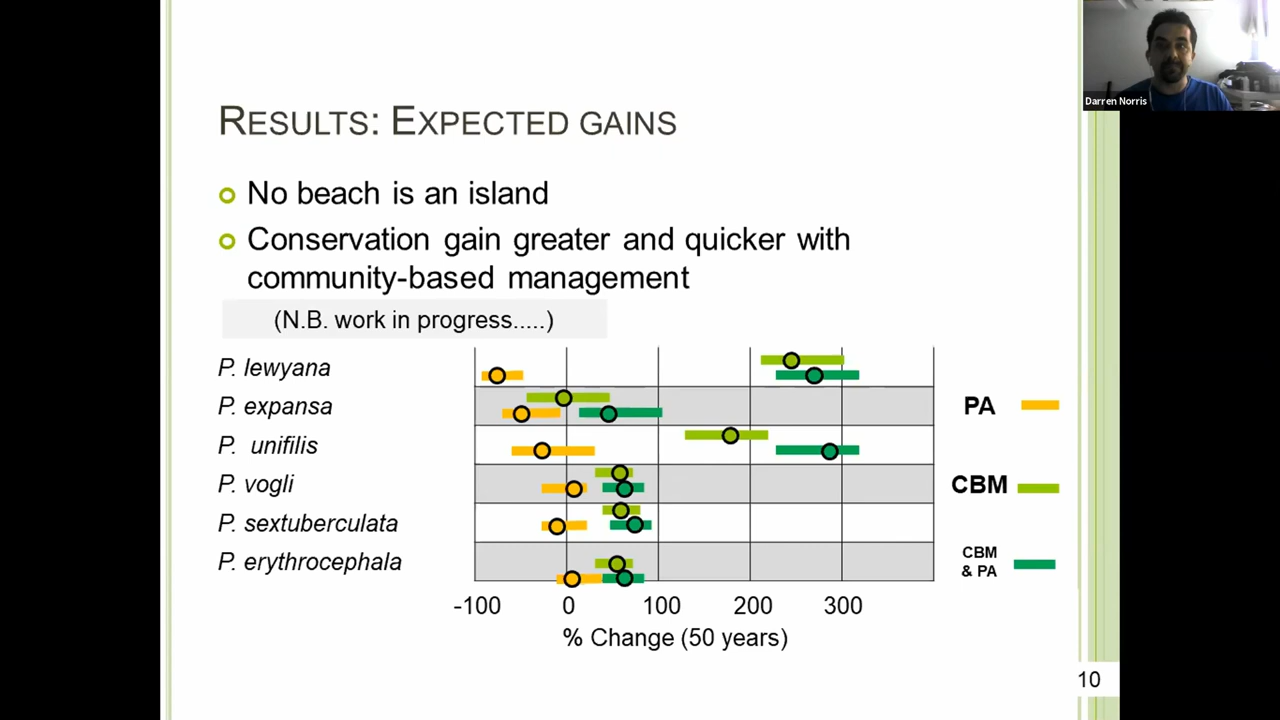 Darren Norris
RESULTS: EXPECTED GAINS
No beach is an island
Conservation gain greater and quicker with
community-based management
(N.B. work in progress.....)
P. lewyana
P. expansa
P. unifilis
P. vogli
P. sextuberculata
P. erythrocephala
PA
CBM
CBM
& PA
-100 0 100 200 300
% Change (50 years)
10